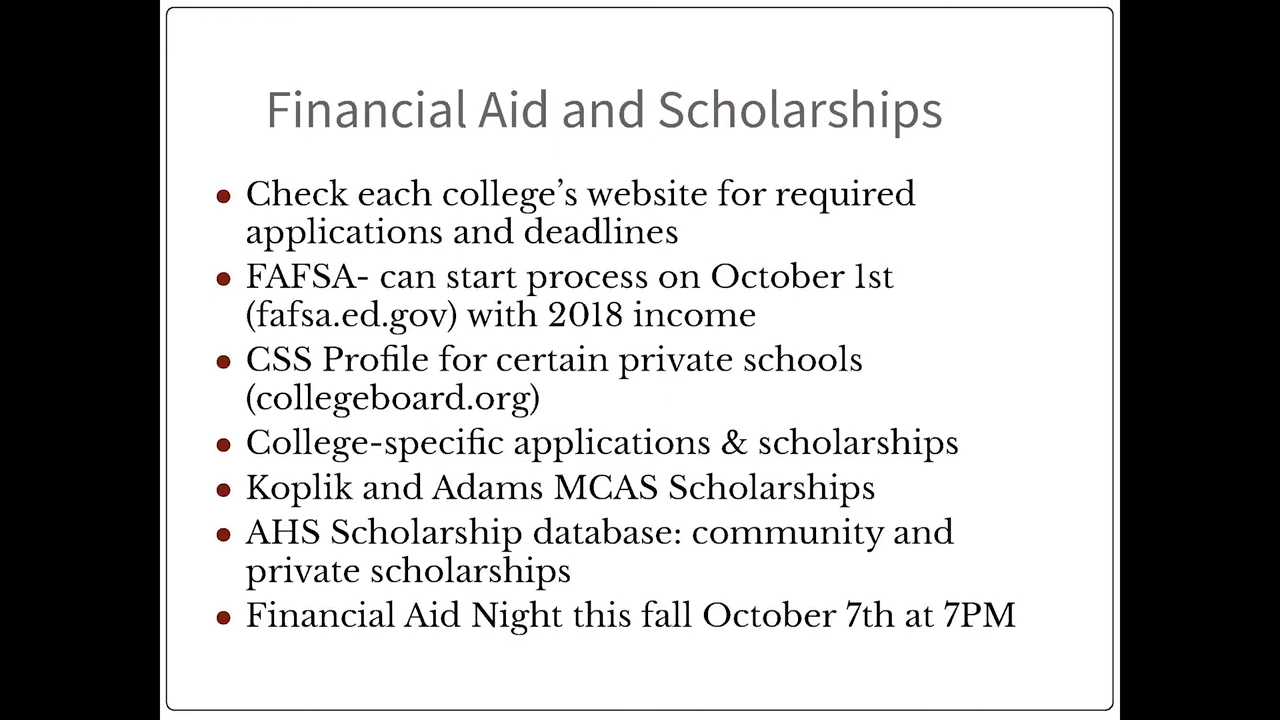 Financial Aid and Scholarships
• Check each college's website for required
applications and deadlines
• FAFSA- can start process on October 1st
(fafsa.ed.gov) with 2018 income
• CSS Profile for certain private schools
(collegeboard.org)
• College-specific applications & scholarships
• Koplik and Adams MCAS Scholarships
• AHS Scholarship database: community and
private scholarships
• Financial Aid Night this fall October 7th at 7PM